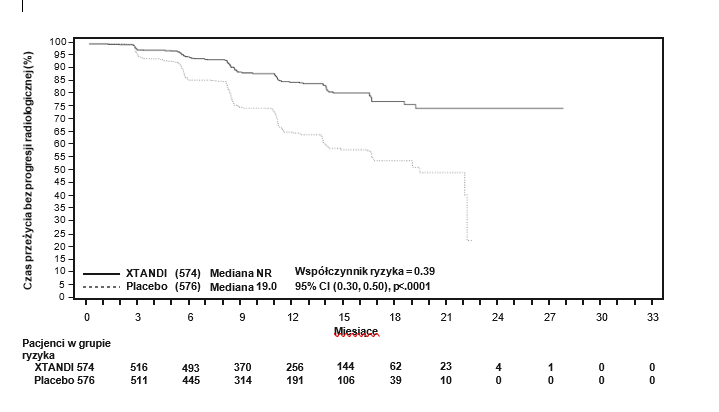 Czas przeżycia bez progresji radiologicznej (%)
100
95
90
85
80
75
70
65
60
55
50
45
40
35
30
25
20
15
10
5
0
XTANDI (574) Mediana NR
Placebo (576) Mediana 19.0
Współczynnik ryzyka = 0.39
95% CI (0.30, 0.50), p<.0001
0 3 6 9 12 15 18 21 24 27 30 33
Miesiące
Pacjenci w grupie
ryzyka
XTANDI 574 516 493 370 256 144 62 23 4 1 0 0
Placebo 576 511 445 314 191 106 39 10 0 0 0 0